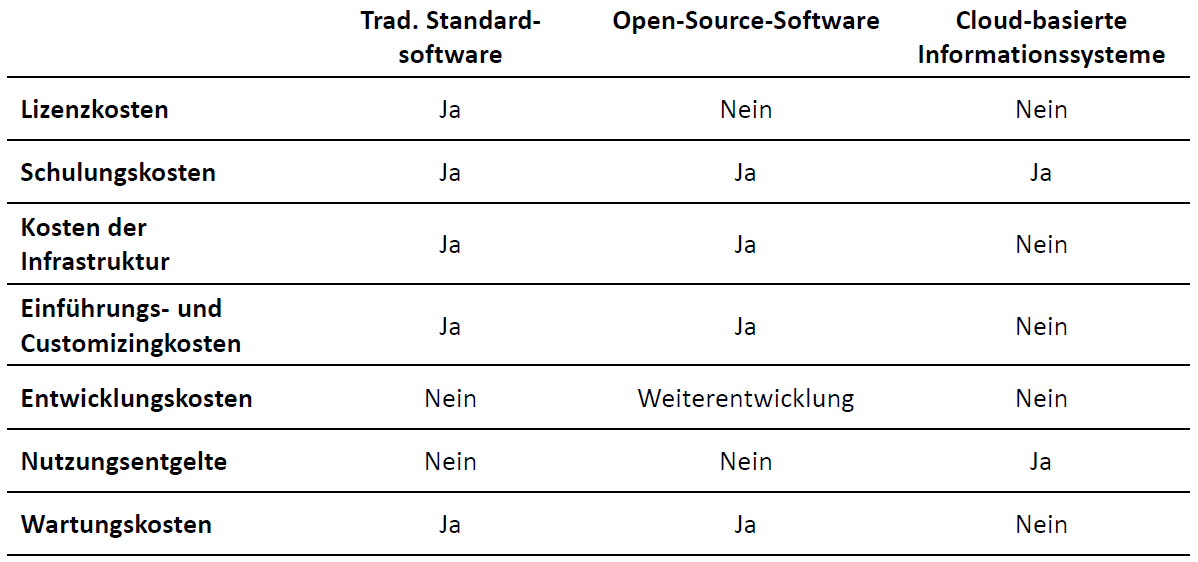 Trad. Standard-
software
Open-Source-Software
Cloud-basierte
Informationssysteme
Lizenzkosten Ja Nein Nein
Schulungskosten Ja Ja Ja
Kosten der
Infrastruktur
Ja Ja Nein
Einführungs- und
Customizingkosten
Ja Ja Nein
Entwicklungskosten Nein Weiterentwicklung Nein
Nutzungsentgelte Nein Nein Ja
Wartungskosten Ja Ja Nein